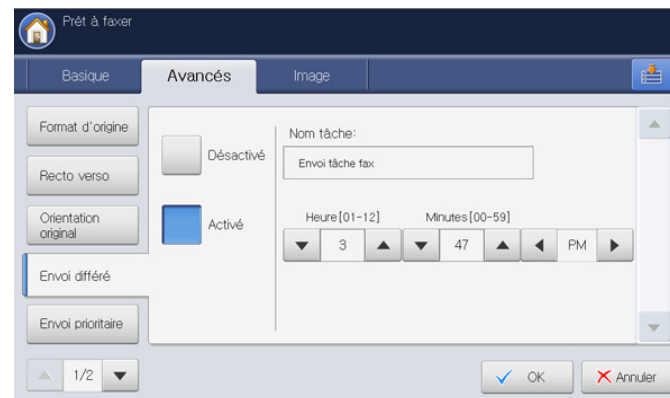 Prêt à faxer
Basique
Avancés
Image
Format d'origine
Recto verso
Orientation
original
Envoi différé
Envoi prioritaire
1/2
Désactivé
Activé
Nom tâche:
Envoi tâche fax
Heure[01-12] Minutes[00-59]
3 47 PM
OK
Annuler